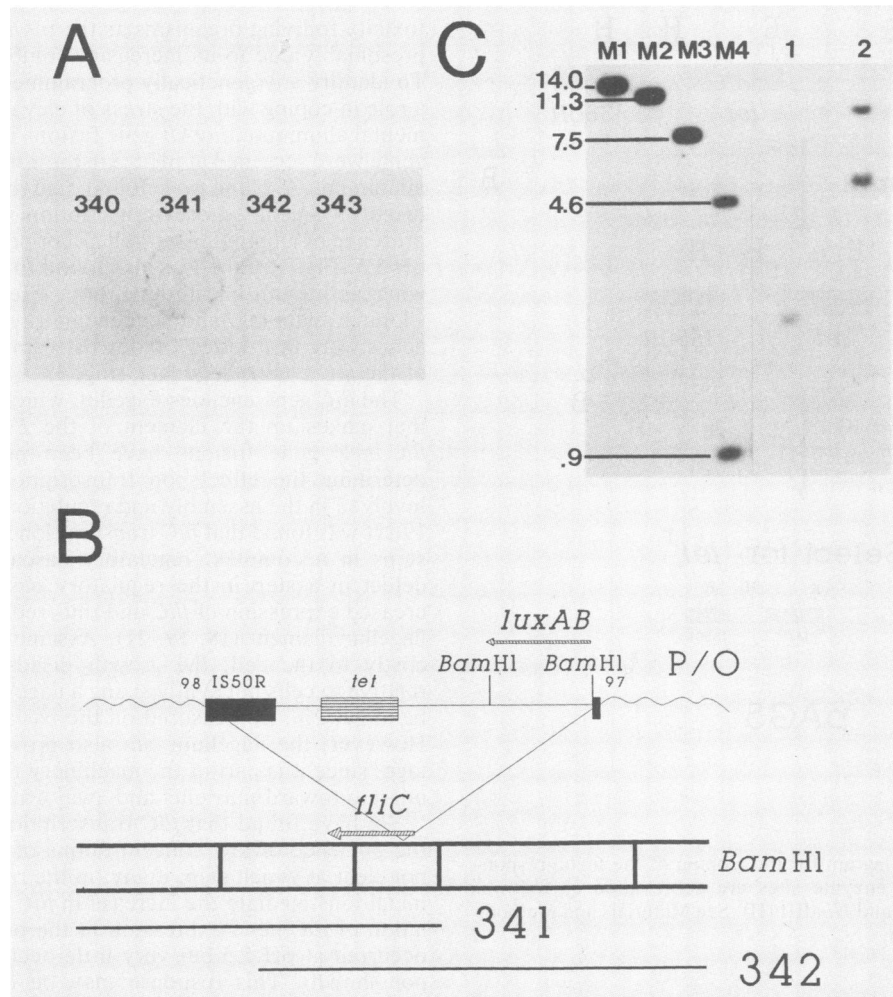 A
340 341 342 343
C
M1 M2 M3 M4 1 2
14.0
11.3
7.5
4.6
.9
B
luxAB
BamH1 BamH1 P/O
98 IS50R tet 97
fliC
BamH1
341
342